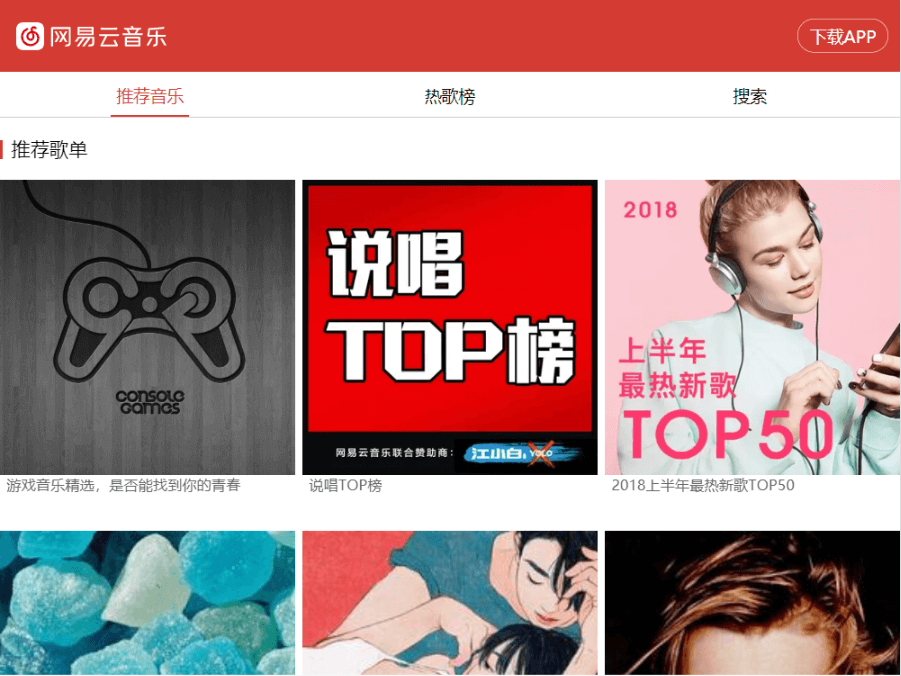 网易云音乐
下载APP
推荐音乐
热歌榜
搜索
推荐歌单
CONSOLE
GAMES
说唱
TOP榜
网易云音乐联合赞助商：江小白 YOLO
2018
上半年
最热新歌
TOP50
游戏音乐精选，是否能找到你的青春
说唱TOP榜
2018上半年最热新歌TOP50